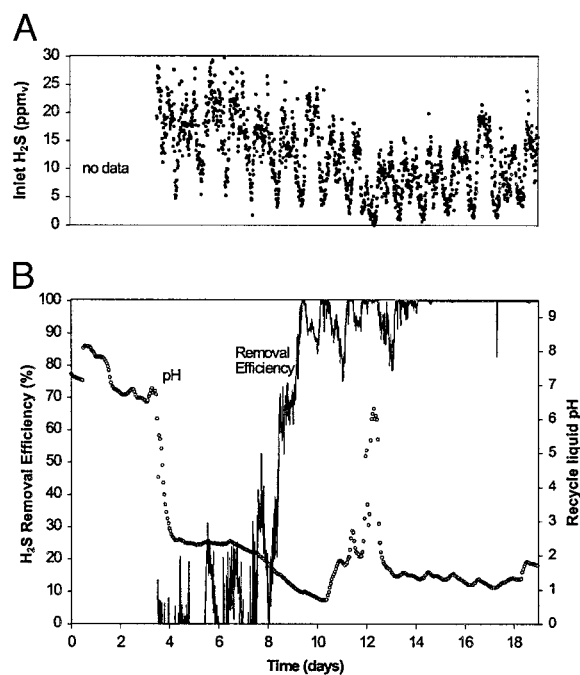 A
Inlet H₂S (ppmᵥ)
30
25
20
15
10
5
0
no data
B
H₂S Removal Efficiency (%)
100
90
80
70
60
50
40
30
20
10
0
pH
Removal
Efficiency
9
8
7
6
5
4
3
2
1
0
Recycle liquid pH
0 2 4 6 8 10 12 14 16 18
Time (days)